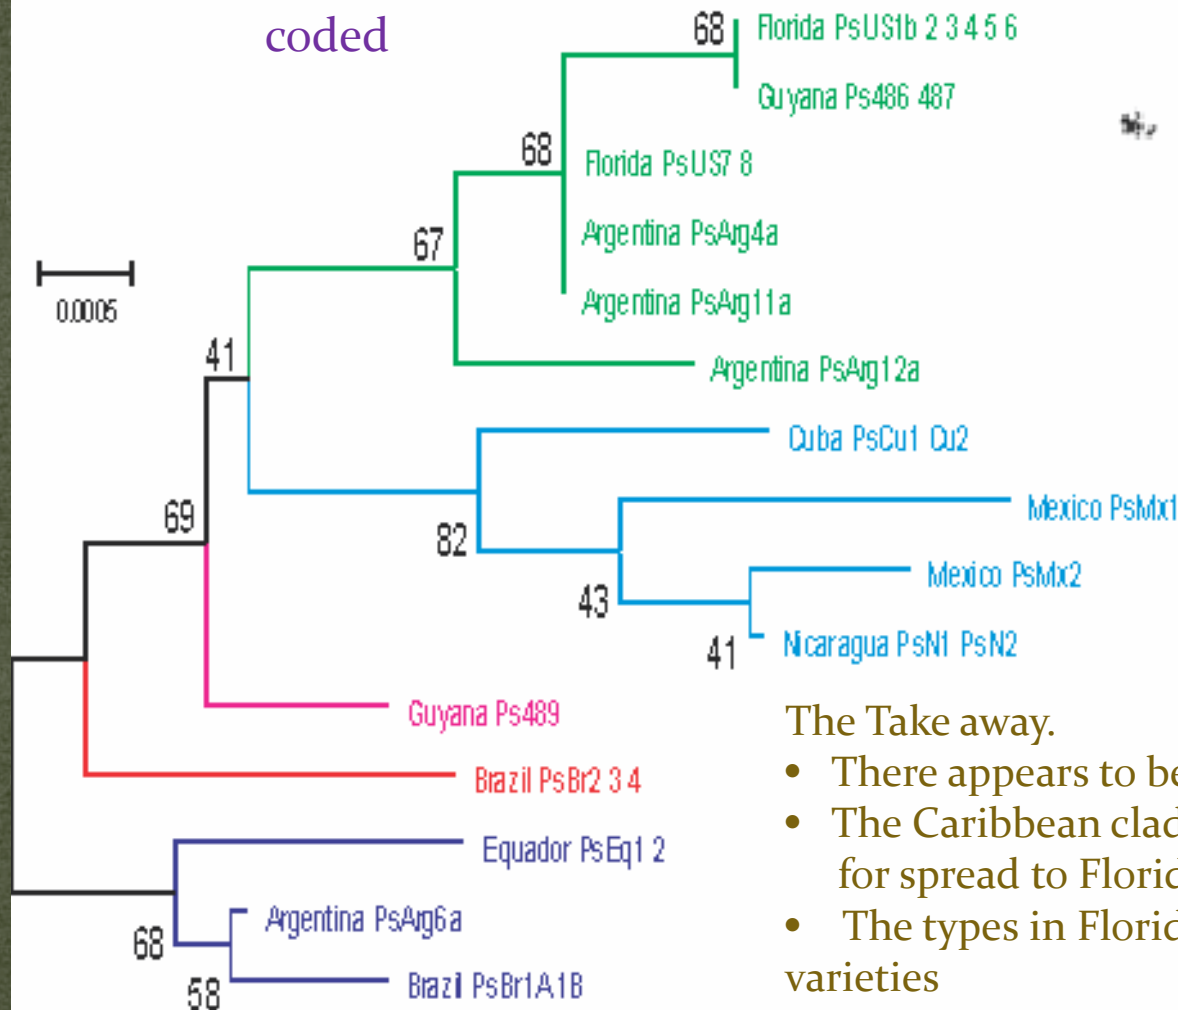 coded
68
Florida PsUS1b 2 3 4 5 6
Guyana Ps486 487
68
Florida PsUS7 8
Argentina PsArg4a
67
Argentina PsArg11a
0.0005
41
Argentina PsArg12a
Cuba PsCu1 Cu2
69
Mexico PsMx1
82
Mexico PsMx2
43
41
Nicaragua PsN1 PsN2
Guyana Ps489
Brazil PsBr2 3 4
Equador PsEq1 2
Argentina PsArg6a
68
Brazil PsBr1A 1B
58
The Take away.
• There appears to be
• The Caribbean clad
for spread to Florid
• The types in Florid
varieties